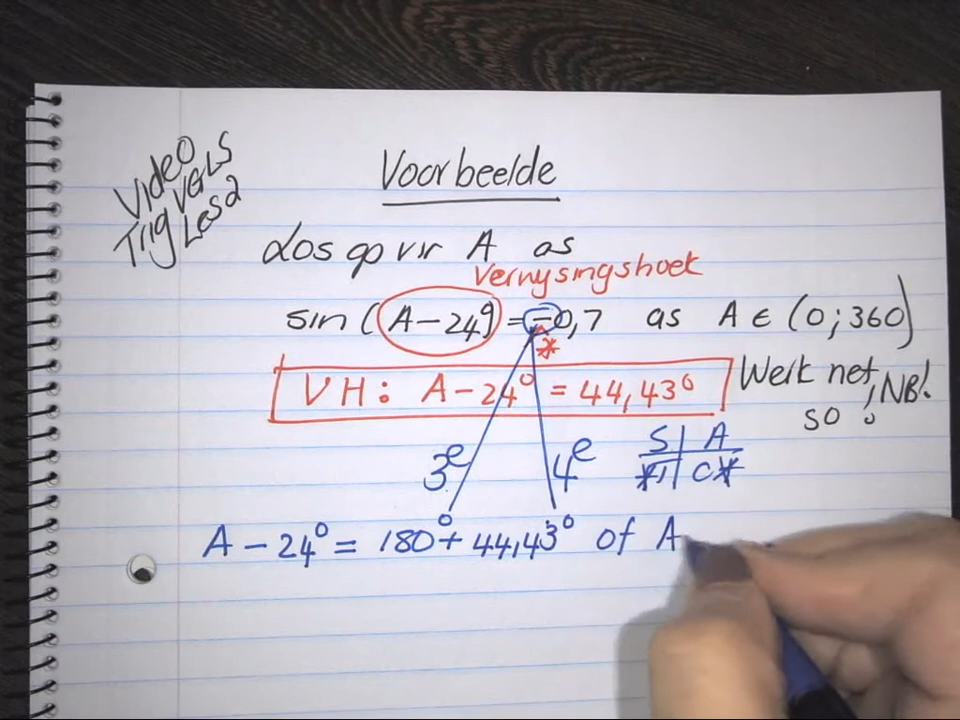 Video
Trig VGLS
Les 2
Voorbeelde
Los op vir A as
Vernysingshoek
sin (A - 24°) = -0,7 as A ∈ (0 ; 360)
*
VH: A - 24° = 44,43° Werk net, NB!
so :
3e 4e S A
*T C*
A - 24° = 180° + 44,43° of A